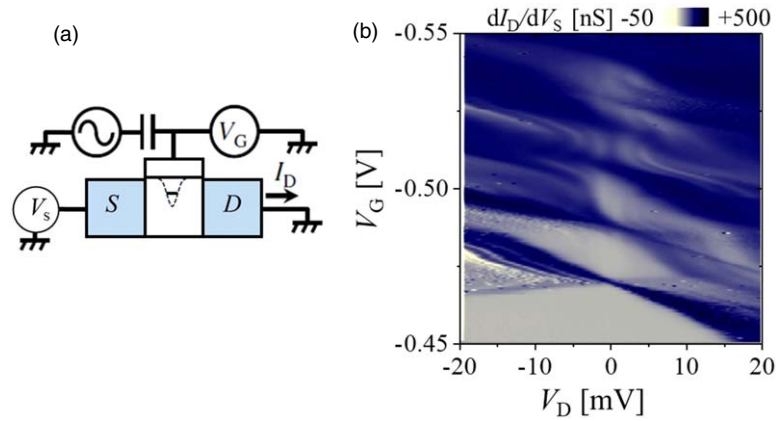 (a)
V_G
I_D
V_s
S
D
(b)
dI_D/dV_S [nS] -50 +500
-0.55
-0.50
-0.45
V_G [V]
-20 -10 0 10 20
V_D [mV]